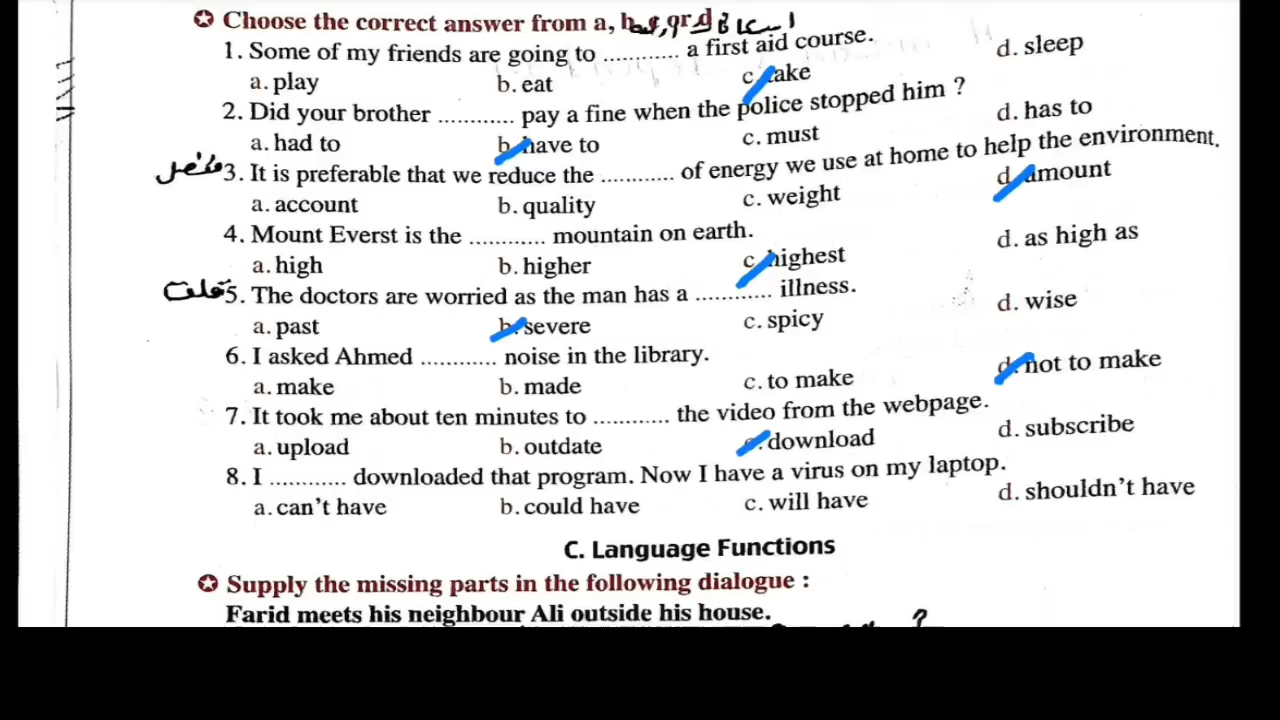 ✪ Choose the correct answer from a, b, c, or d
1. Some of my friends are going to ............ a first aid course.
a. play b. eat c. take d. sleep
2. Did your brother ............ pay a fine when the police stopped him ?
a. had to b. have to c. must d. has to
3. It is preferable that we reduce the ............ of energy we use at home to help the environment.
a. account b. quality c. weight d. amount
4. Mount Everst is the ............ mountain on earth.
a. high b. higher c. highest d. as high as
5. The doctors are worried as the man has a ............ illness.
a. past b. severe c. spicy d. wise
6. I asked Ahmed ............ noise in the library.
a. make b. made c. to make d. not to make
7. It took me about ten minutes to ............ the video from the webpage.
a. upload b. outdate c. download d. subscribe
8. I ............ downloaded that program. Now I have a virus on my laptop.
a. can't have b. could have c. will have d. shouldn't have
C. Language Functions
✪ Supply the missing parts in the following dialogue :
Farid meets his neighbour Ali outside his house.